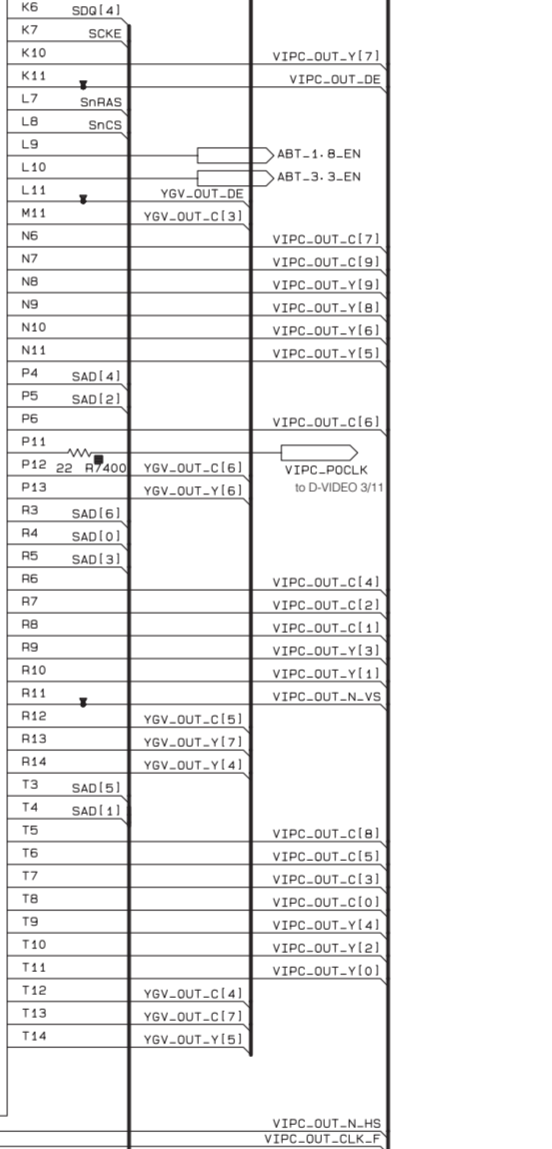 K6 SDQ[4]
K7 SCKE
K10 VIPC_OUT_Y[7]
K11 VIPC_OUT_DE
L7 SnRAS
L8 SnCS
L9 ABT_1.8_EN
L10 ABT_3.3_EN
L11 YGV_OUT_DE
M11 YGV_OUT_C[3]
N6 VIPC_OUT_C[7]
N7 VIPC_OUT_C[9]
N8 VIPC_OUT_Y[9]
N9 VIPC_OUT_Y[8]
N10 VIPC_OUT_Y[6]
N11 VIPC_OUT_Y[5]
P4 SAD[4]
P5 SAD[2]
P6 VIPC_OUT_C[6]
P11
P12 22 R7400 YGV_OUT_C[6] VIPC_POCLK
P13 YGV_OUT_Y[6] to D-VIDEO 3/11
R3 SAD[6]
R4 SAD[0]
R5 SAD[3]
R6 VIPC_OUT_C[4]
R7 VIPC_OUT_C[2]
R8 VIPC_OUT_C[1]
R9 VIPC_OUT_Y[3]
R10 VIPC_OUT_Y[1]
R11 VIPC_OUT_N_VS
R12 YGV_OUT_C[5]
R13 YGV_OUT_Y[7]
R14 YGV_OUT_Y[4]
T3 SAD[5]
T4 SAD[1]
T5 VIPC_OUT_C[8]
T6 VIPC_OUT_C[5]
T7 VIPC_OUT_C[3]
T8 VIPC_OUT_C[0]
T9 VIPC_OUT_Y[4]
T10 VIPC_OUT_Y[2]
T11 VIPC_OUT_Y[0]
T12 YGV_OUT_C[4]
T13 YGV_OUT_C[7]
T14 YGV_OUT_Y[5]
VIPC_OUT_N_HS
VIPC_OUT_CLK_F